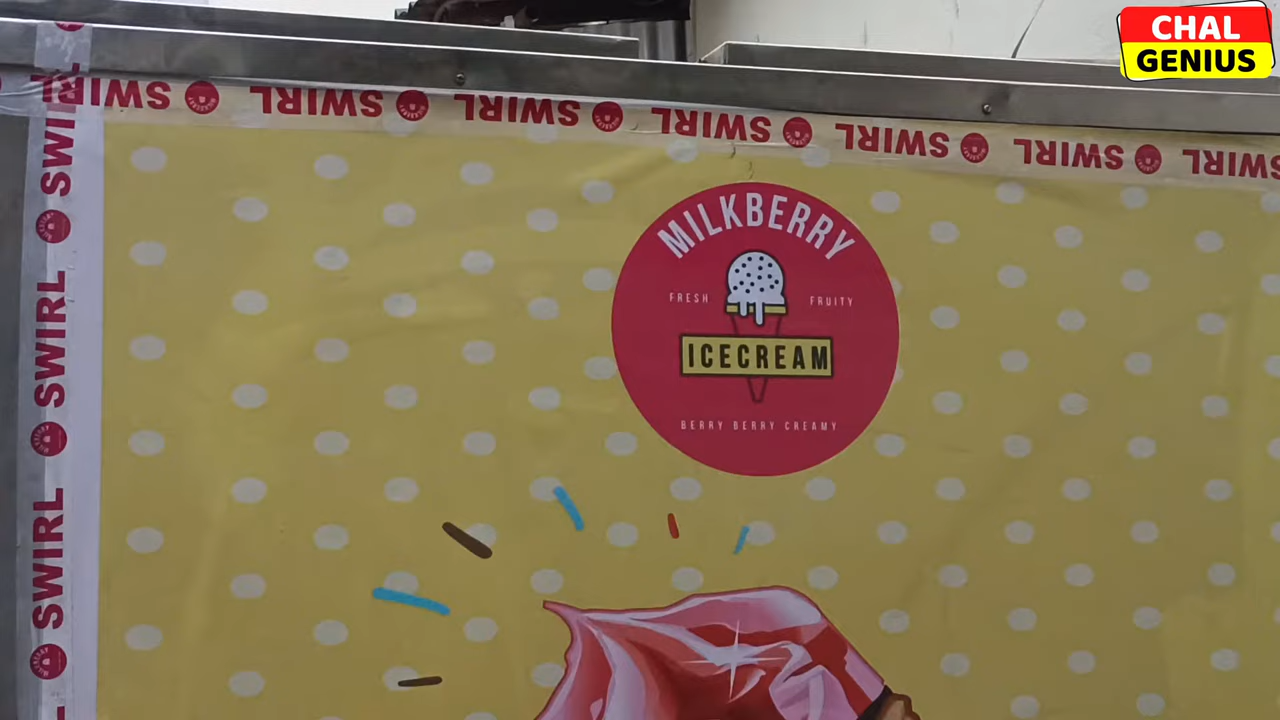 CHAL
GENIUS
SWIRL SWIRL SWIRL SWIRL SWIRL SWIRL SWIRL
SWIRL
SWIRL
SWIRL
MILKBERRY
FRESH FRUITY
ICECREAM
BERRY BERRY CREAMY